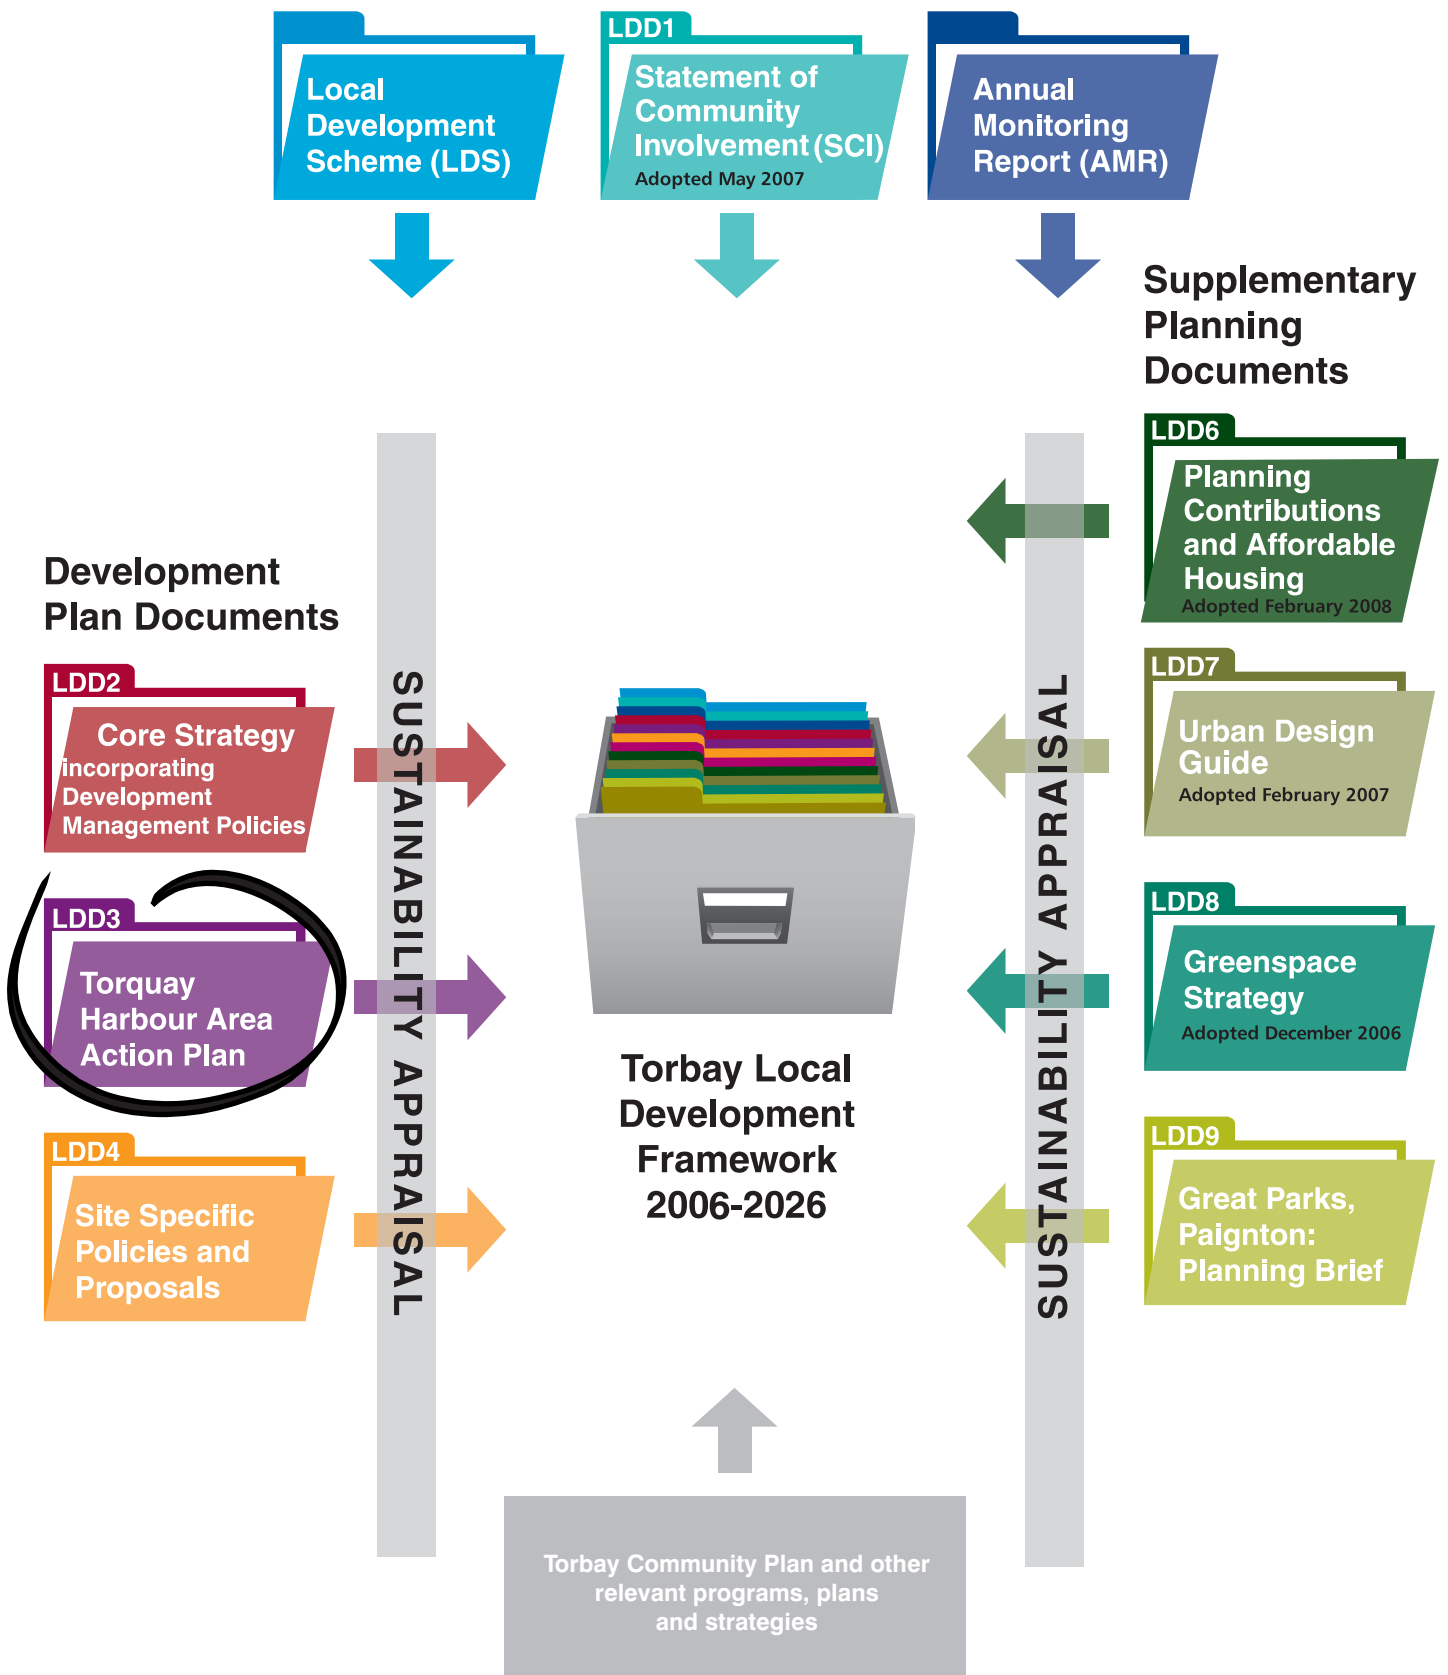 Local
Development
Scheme (LDS)
LDD1
Statement of
Community
Involvement (SCI)
Adopted May 2007
Annual
Monitoring
Report (AMR)
Supplementary
Planning
Documents
LDD6
Planning
Contributions
and Affordable
Housing
Adopted February 2008
LDD7
Urban Design
Guide
Adopted February 2007
LDD8
Greenspace
Strategy
Adopted December 2006
LDD9
Great Parks,
Paignton:
Planning Brief
Development
Plan Documents
LDD2
Core Strategy
incorporating
Development
Management Policies
LDD3
Torquay
Harbour Area
Action Plan
LDD4
Site Specific
Policies and
Proposals
SUSTAINABILITY APPRAISAL
SUSTAINABILITY APPRAISAL
Torbay Local
Development
Framework
2006-2026
Torbay Community Plan and other
relevant programs, plans
and strategies